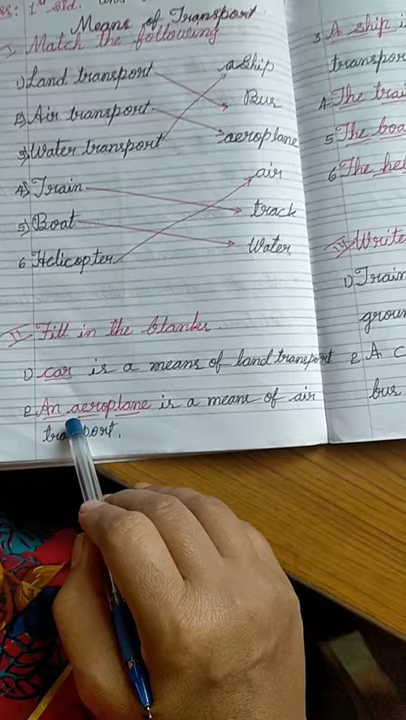 ss: 1st std.
Means of Transport
I Match the following
1) Land transport a ship
2) Air transport Bus
3) Water transport aeroplane
4) Train air
5) Boat track
6 Helicopter Water
II Fill in the blanks.
1) car is a means of land transport
2 An aeroplane is a means of air
transport.
3 A ship i
transpor
4 The trai
5 The boa
6 The hel
III Write
1) Train
groun
2 A C
bus